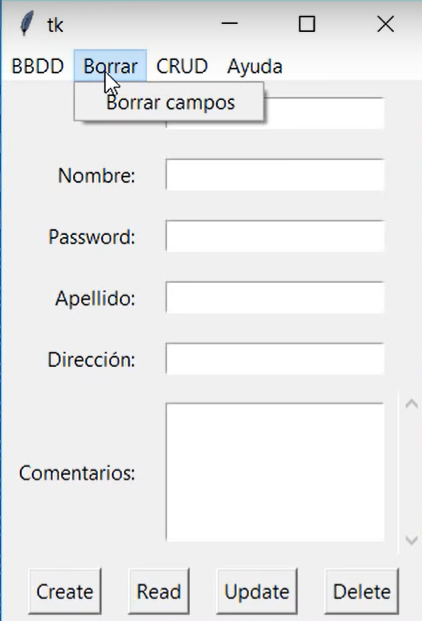 tk
BBDD Borrar CRUD Ayuda
Borrar campos
Nombre:
Password:
Apellido:
Dirección:
Comentarios:
Create Read Update Delete